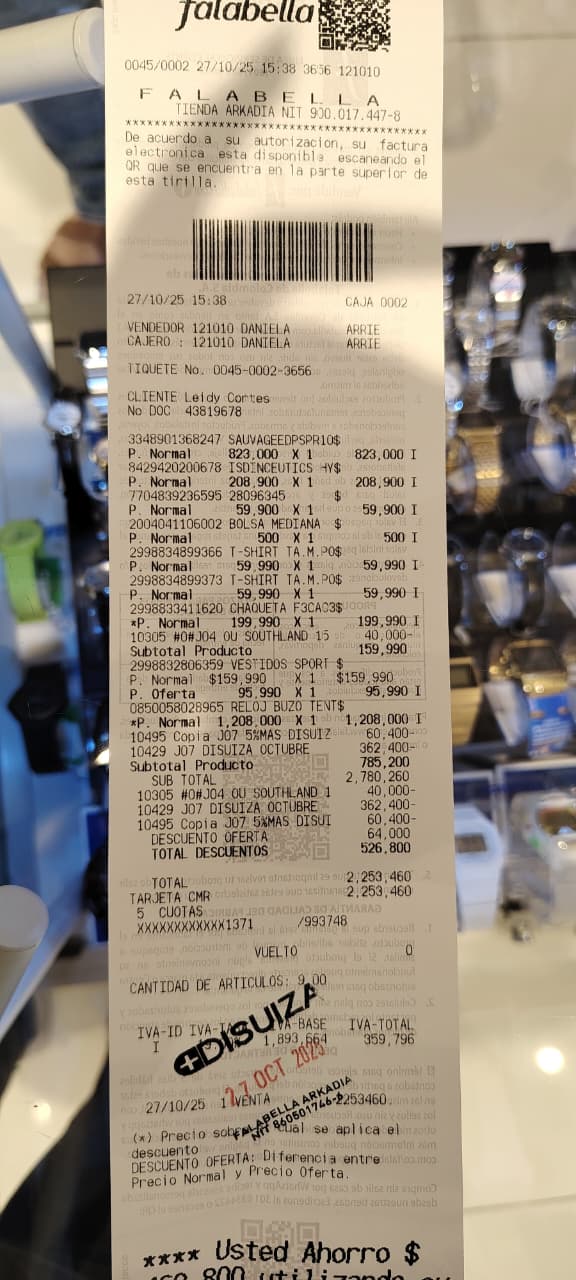 falabella
0045/0002 27/10/25 15:38 3656 121010
F A L A B E L L A
TIENDA ARKADIA NIT 900.017.447-8
******************************************
De acuerdo a su autorizacion, su factura
electronica esta disponible escaneando el
QR que se encuentra en la parte superior de
esta tirilla.
27/10/25 15:38 CAJA 0002
VENDEDOR 121010 DANIELA ARRIE
CAJERO : 121010 DANIELA ARRIE
TIQUETE No. 0045-0002-3656
CLIENTE Leidy Cortes
No DOC 43819678
3348901368247 SAUVAGEEDPSPR10$
P. Normal 823,000 X 1 823,000 I
8429420200678 ISDINCEUTICS HY$
P. Normal 208,900 X 1 208,900 I
7704839236595 28096345 $
P. Normal 59,900 X 1 59,900 I
2004041106002 BOLSA MEDIANA $
P. Normal 500 X 1 500 I
2998834899366 T-SHIRT TA.M.PO$
P. Normal 59,990 X 1 59,990 I
2998834899373 T-SHIRT TA.M.PO$
P. Normal 59,990 X 1 59,990 I
2998833411620 CHAQUETA F3CAC3$
*P. Normal 199,990 X 1 199,990 I
10305 #0#J04 OU SOUTHLAND 15 40,000-
Subtotal Producto 159,990
2998832806359 VESTIDOS SPORT $
P. Normal $159,990 X 1 $159,990
P. Oferta 95,990 X 1 95,990 I
0850058028965 RELOJ BUZO TENT$
*P. Normal 1,208,000 X 1 1,208,000 I
10495 Copia J07 5%MAS DISUIZ 60,400-
10429 J07 DISUIZA OCTUBRE 362,400-
Subtotal Producto 785,200
SUB TOTAL 2,780,260
10305 #0#J04 OU SOUTHLAND 1 40,000-
10429 J07 DISUIZA OCTUBRE 362,400-
10495 Copia J07 5%MAS DISUI 60,400-
DESCUENTO OFERTA 64,000
TOTAL DESCUENTOS 526,800
TOTAL 2,253,460
TARJETA CMR 2,253,460
5 CUOTAS
XXXXXXXXXXXX1371 /993748
VUELTO 0
CANTIDAD DE ARTICULOS: 9.00
DISUIZA
IVA-ID IVA-BASE IVA-TOTAL
I 1,893,664 359,796
27 OCT 2025
27/10/25 1 VENTA 2253460
FALABELLA ARKADIA
NIT 860501746-8
(*) Precio sobre cual se aplica el
descuento
DESCUENTO OFERTA: Diferencia entre
Precio Normal y Precio Oferta.
**** Usted Ahorro $
800 utilizando su